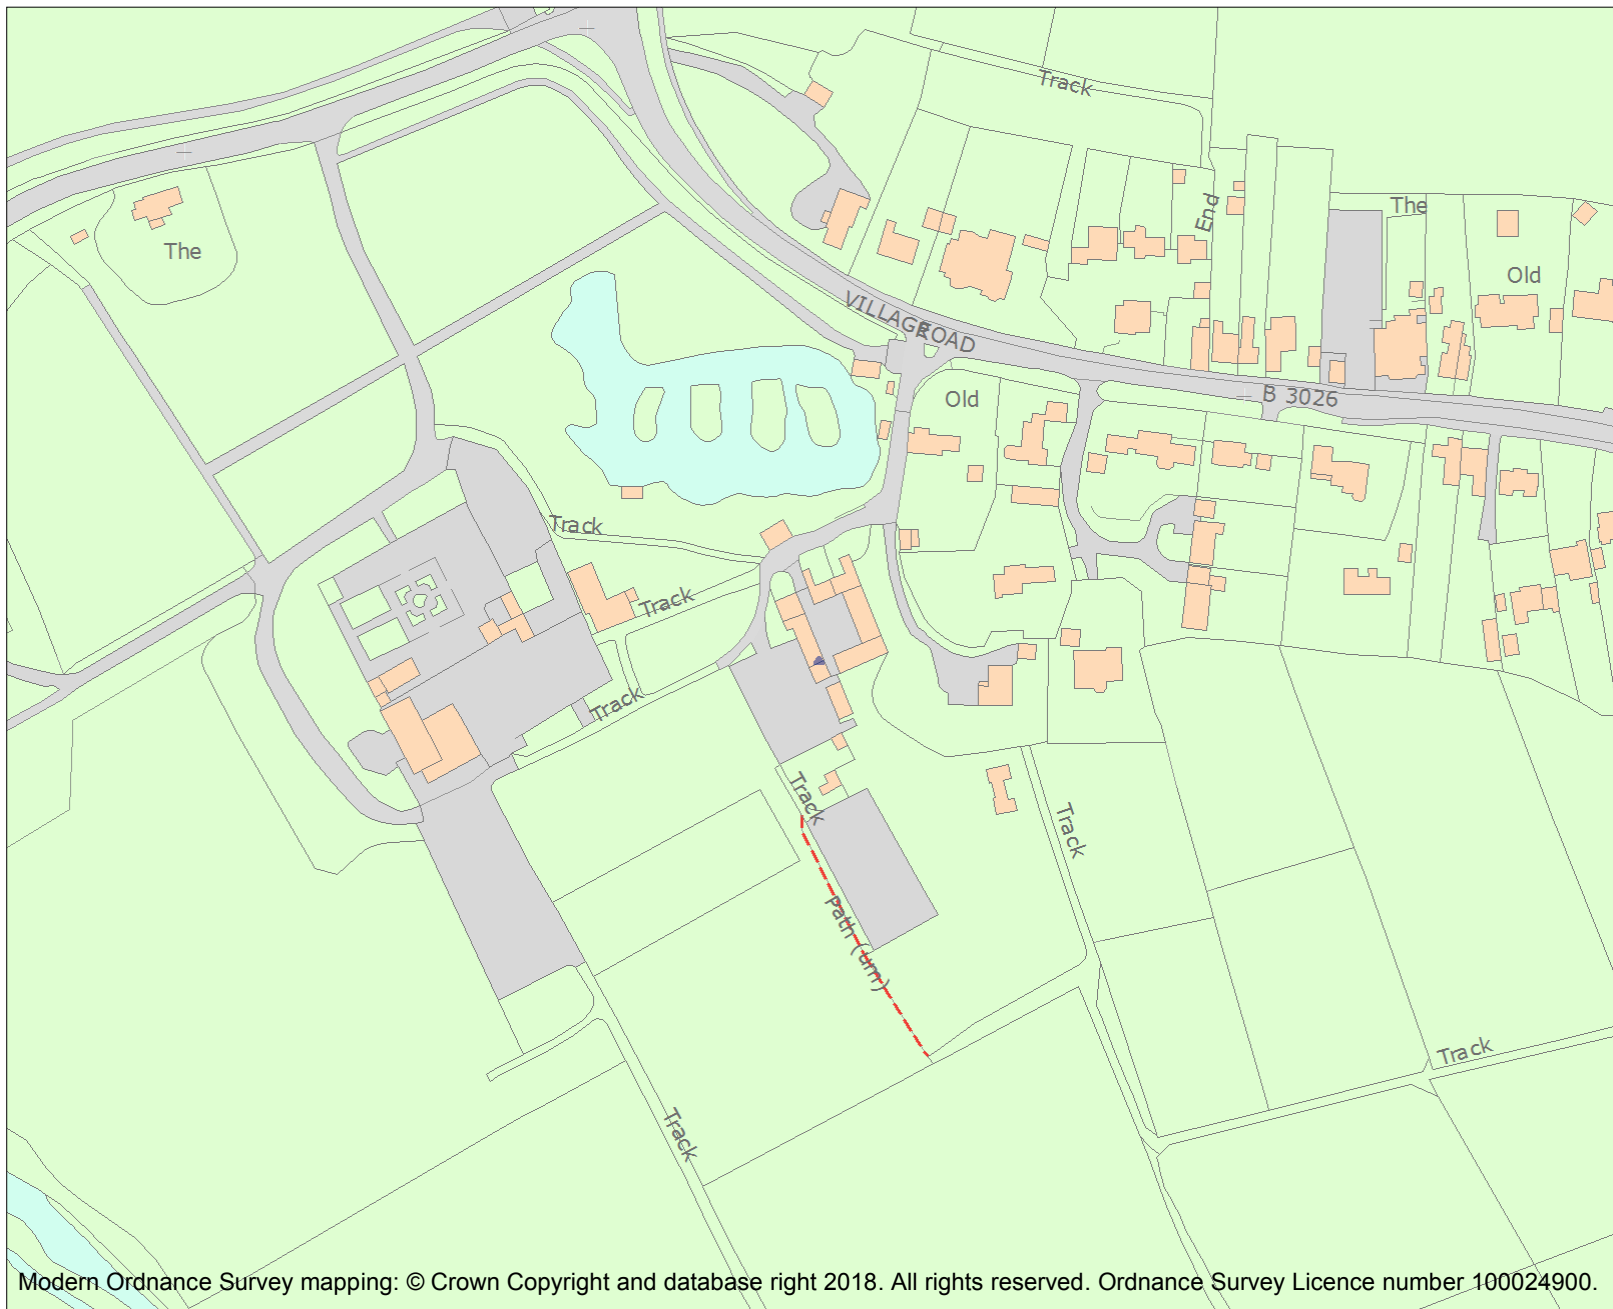 Track
End
The
The
Old
VILLAGE
ROAD
B 3026
Old
Track
Track
Track
Track
Track
Path (um)
Track
Track
Modern Ordnance Survey mapping: © Crown Copyright and database right 2018. All rights reserved. Ordnance Survey Licence number 100024900.